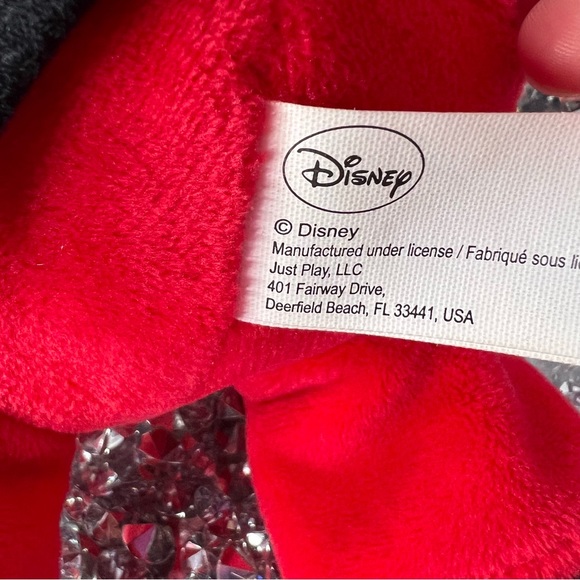 Disney
© Disney
Manufactured under license / Fabriqué sous
Just Play, LLC
401 Fairway Drive,
Deerfield Beach, FL 33441, USA